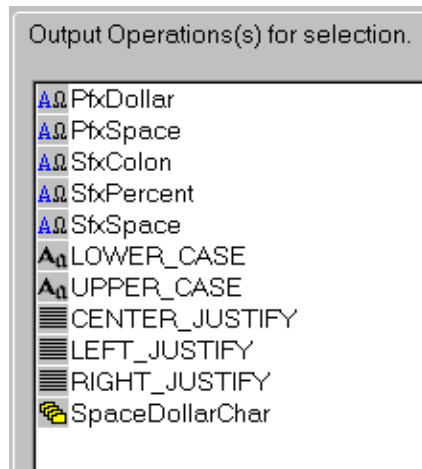 Output Operations(s) for selection.
PfxDollar
PfxSpace
SfxColon
SfxPercent
SfxSpace
LOWER_CASE
UPPER_CASE
CENTER_JUSTIFY
LEFT_JUSTIFY
RIGHT_JUSTIFY
SpaceDollarChar